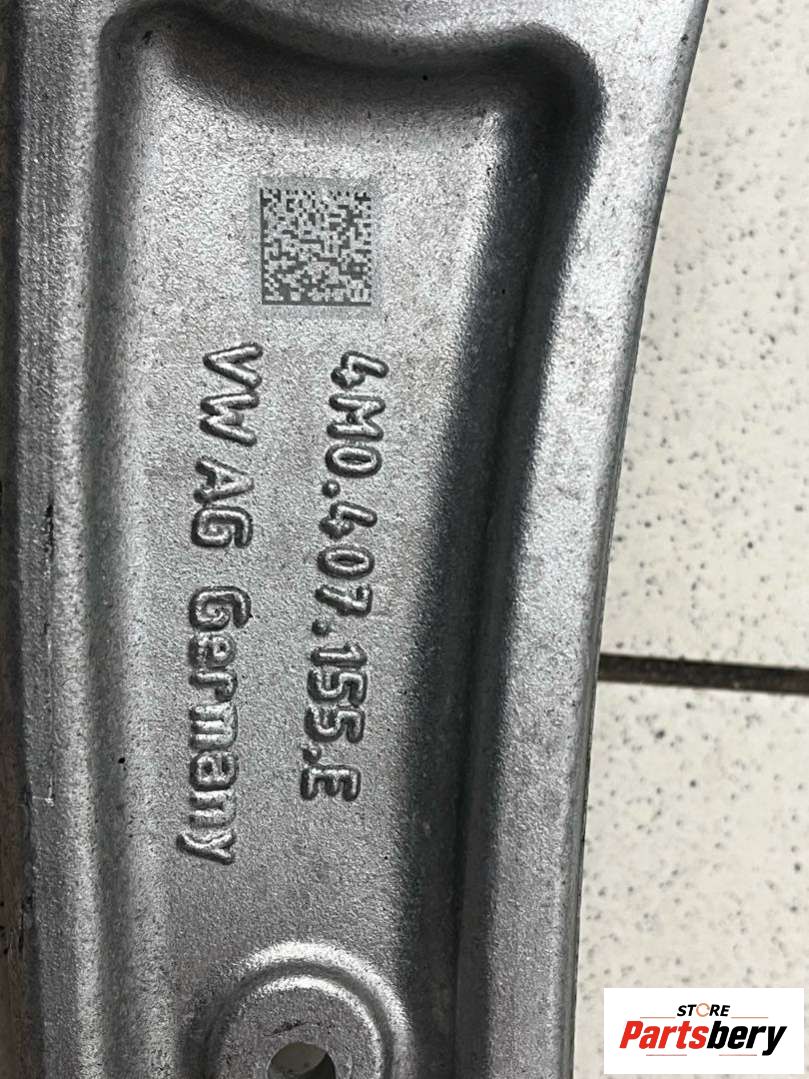 4M0.407.155.E
VW AG Germany
STORE
Partsbery